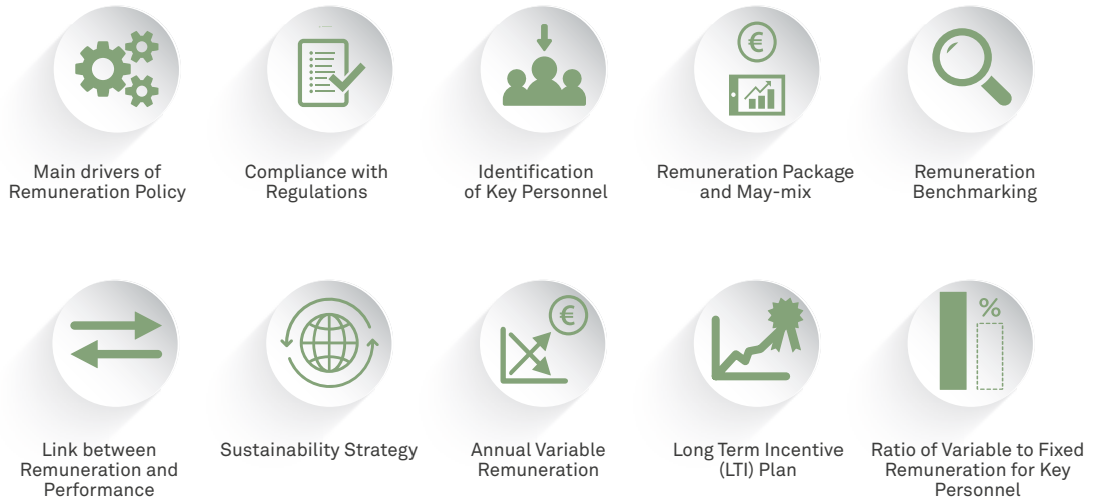 €
Main drivers of
Remuneration Policy
Compliance with
Regulations
Identification
of Key Personnel
Remuneration Package
and May-mix
Remuneration
Benchmarking
€
%
Link between
Remuneration and
Performance
Sustainability Strategy
Annual Variable
Remuneration
Long Term Incentive
(LTI) Plan
Ratio of Variable to Fixed
Remuneration for Key
Personnel